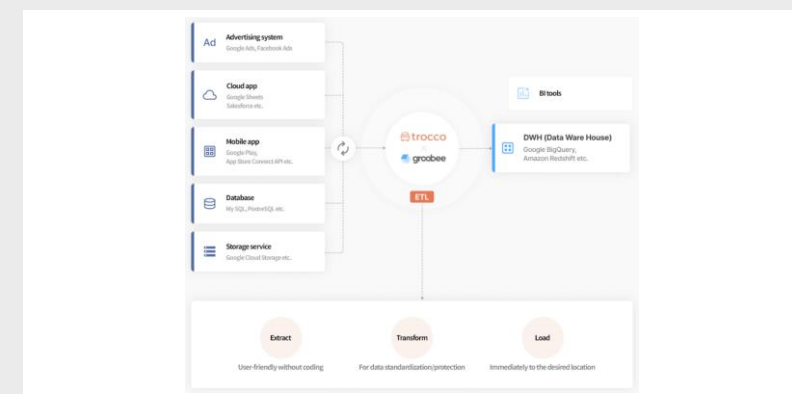 Ad
Advertising system
Google Ads, Facebook Ads
Cloud app
Google Sheets
Salesforce etc.
Mobile app
Google Play,
App Store Connect API etc.
Database
My SQL, PostreSQL etc.
Storage service
Google Cloud Storage etc.
trocco
×
groobee
ETL
BI tools
DWH (Data Ware House)
Google BigQuery,
Amazon Redshift etc.
Extract
User-friendly without coding
Transform
For data standardization/protection
Load
Immediately to the desired location